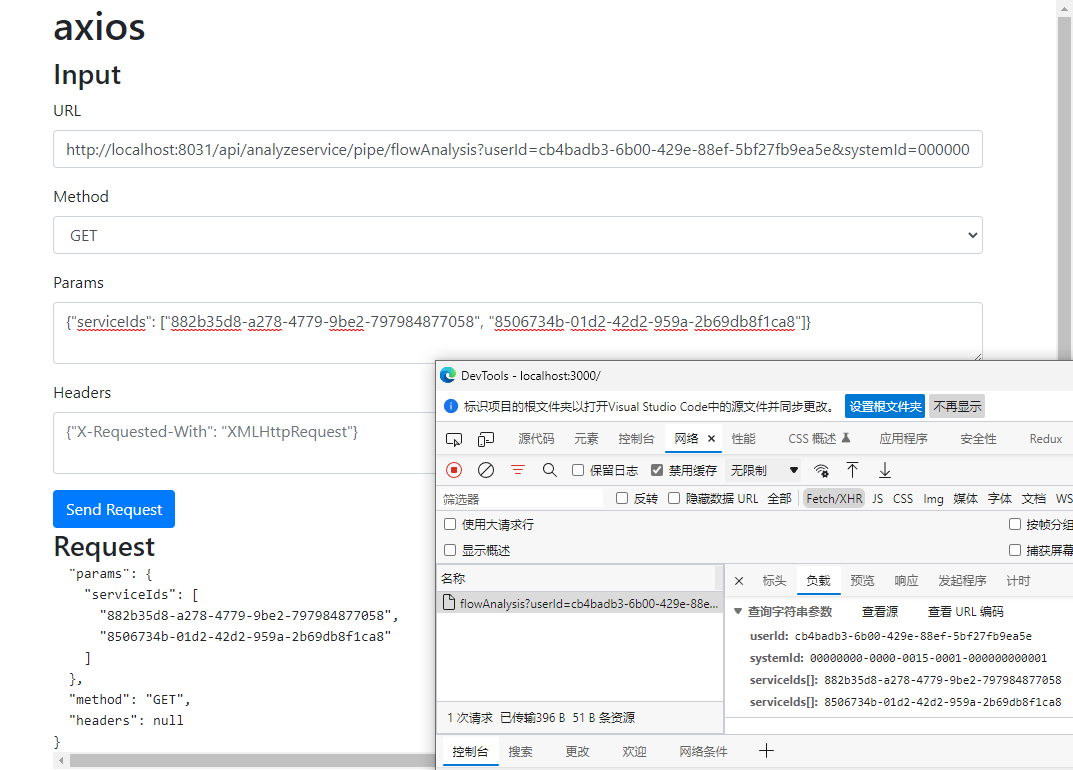 axios
Input
URL
http://localhost:8031/api/analyzeservice/pipe/flowAnalysis?userId=cb4badb3-6b00-429e-88ef-5bf27fb9ea5e&systemId=000000
Method
GET
Params
{"serviceIds": ["882b35d8-a278-4779-9be2-797984877058", "8506734b-01d2-42d2-959a-2b69db8f1ca8"]}
Headers
{"X-Requested-With": "XMLHttpRequest"}
Send Request
Request
"params": {
"serviceIds": [
"882b35d8-a278-4779-9be2-797984877058",
"8506734b-01d2-42d2-959a-2b69db8f1ca8"
]
},
"method": "GET",
"headers": null
}
DevTools - localhost:3000/
标识项目的根文件夹以打开Visual Studio Code中的源文件并同步更改。 设置根文件夹 不再显示
源代码 元素 控制台 网络 性能 CSS 概述 应用程序 安全性 Redux
保留日志 禁用缓存 无限制
筛选器 反转 隐藏数据 URL 全部 Fetch/XHR JS CSS Img 媒体 字体 文档 WS
使用大请求行 按帧分组
显示概述 捕获屏幕
名称 标头 负载 预览 响应 发起程序 计时
flowAnalysis?userId=cb4badb3-6b00-429e-88e...
查询字符串参数 查看源 查看 URL 编码
userId: cb4badb3-6b00-429e-88ef-5bf27fb9ea5e
systemId: 00000000-0000-0015-0001-000000000001
serviceIds[]: 882b35d8-a278-4779-9be2-797984877058
serviceIds[]: 8506734b-01d2-42d2-959a-2b69db8f1ca8
1 次请求 已传输396 B 51 B 条资源
控制台 搜索 更改 欢迎 网络条件